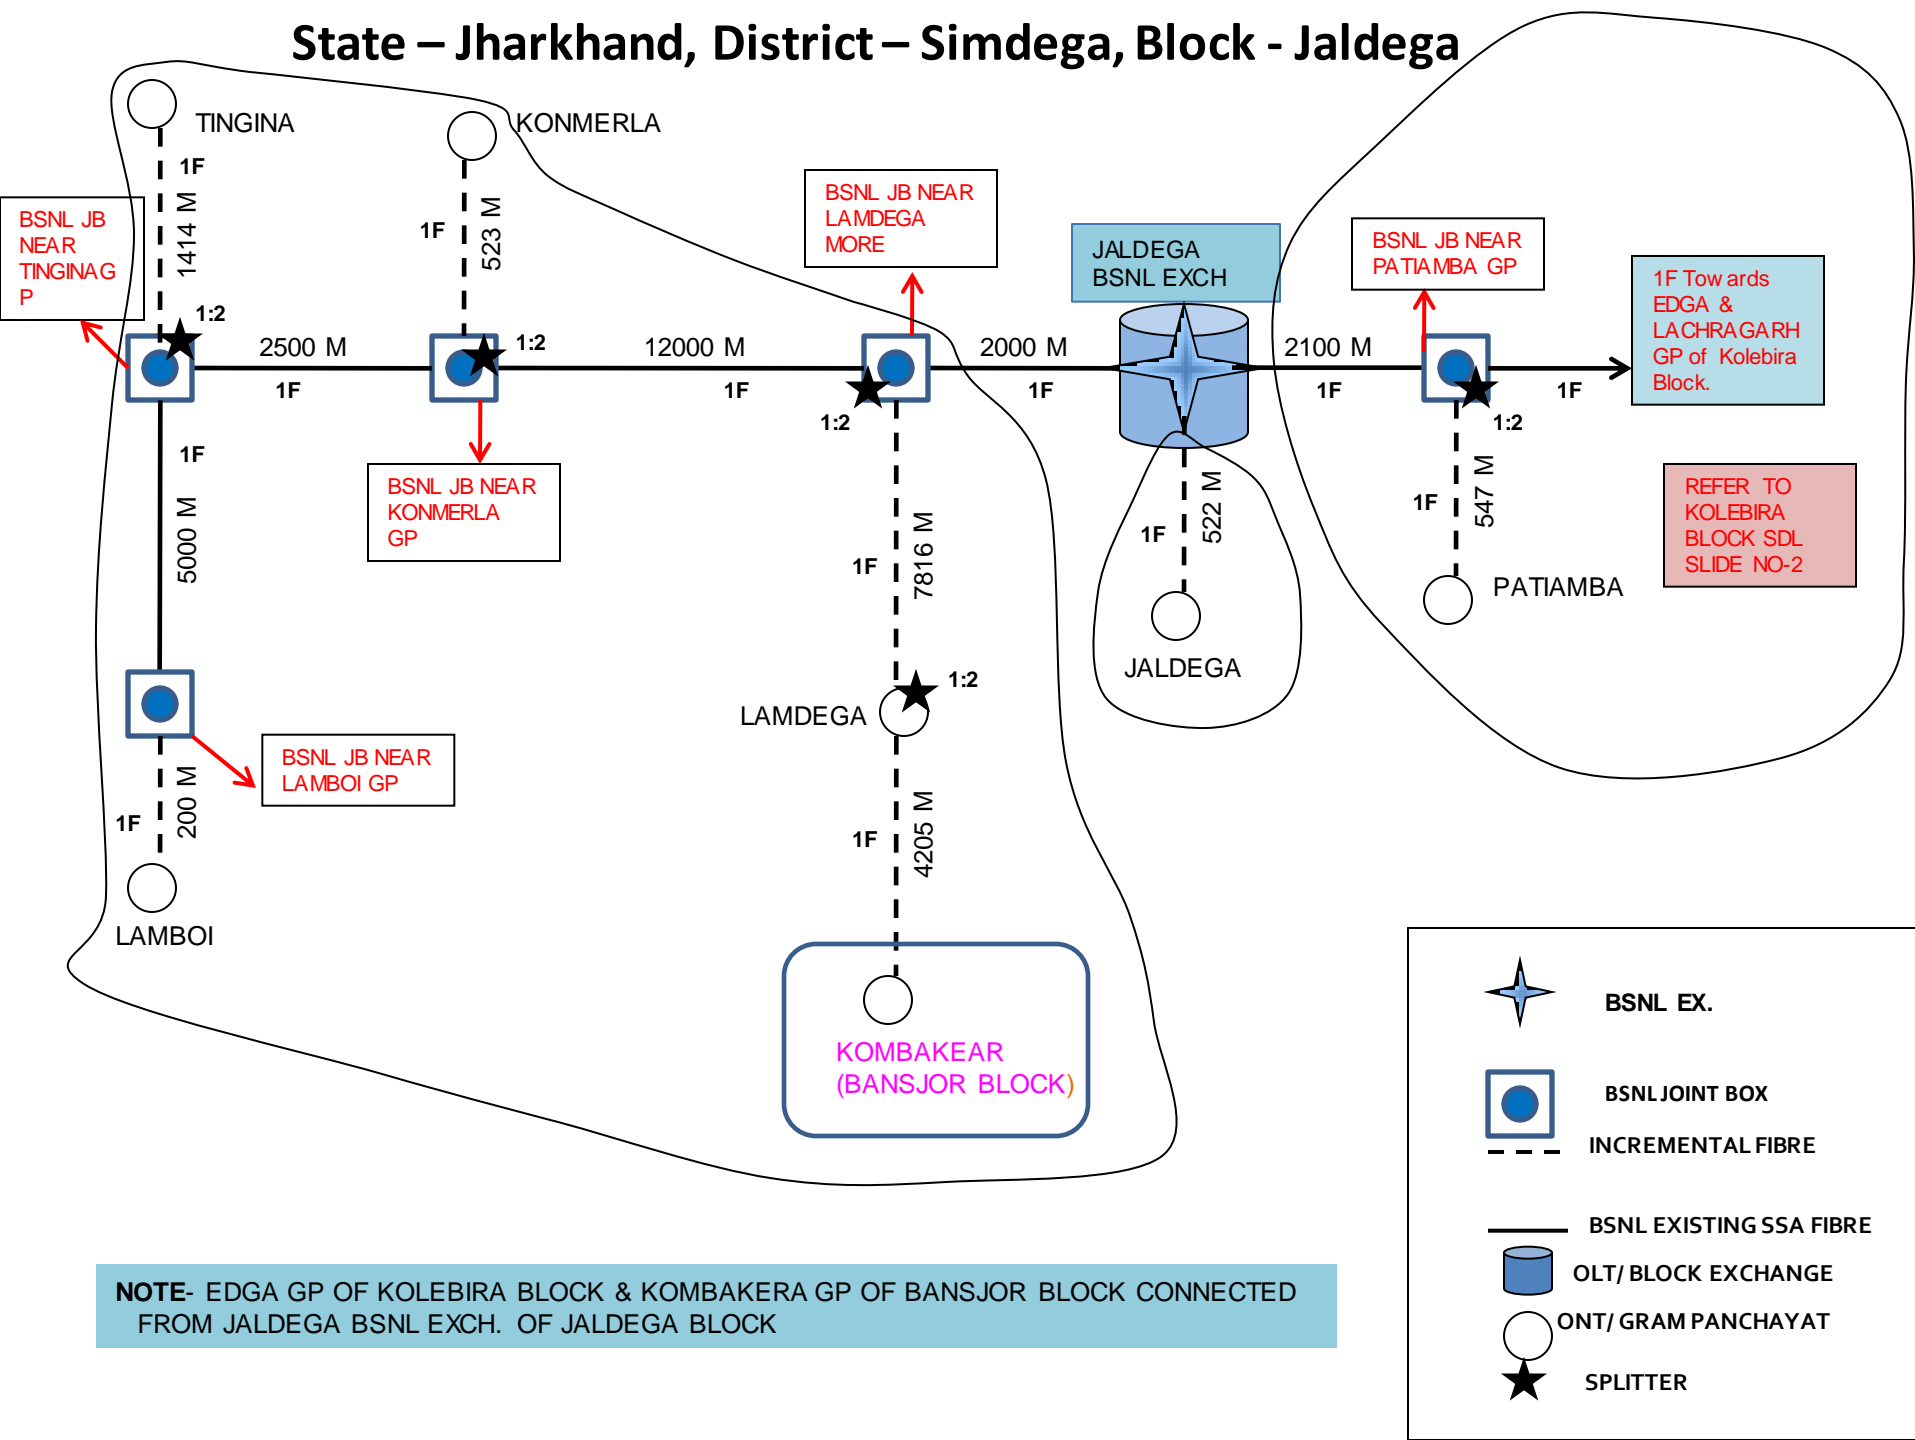 State – Jharkhand, District – Simdega, Block - Jaldega
TINGINA
KONMERLA
1F
1414 M
1F
523 M
BSNL JB
NEAR
TINGINAG
P
BSNL JB NEAR
LAMDEGA
MORE
JALDEGA
BSNL EXCH
BSNL JB NEAR
PATIAMBA GP
1F Towards
EDGA &
LACHRAGARH
GP of Kolebira
Block.
1:2
2500 M
1F
1:2
12000 M
1F
1:2
2000 M
1F
2100 M
1F
1:2
1F
1F
5000 M
BSNL JB NEAR
KONMERLA
GP
1F
7816 M
1F
522 M
1F
547 M
REFER TO
KOLEBIRA
BLOCK SDL
SLIDE NO-2
PATIAMBA
JALDEGA
LAMDEGA
1:2
BSNL JB NEAR
LAMBOI GP
1F
200 M
1F
4205 M
LAMBOI
KOMBAKEAR
(BANSJOR BLOCK)
BSNL EX.
BSNL JOINT BOX
INCREMENTAL FIBRE
BSNL EXISTING SSA FIBRE
OLT/ BLOCK EXCHANGE
ONT/ GRAM PANCHAYAT
SPLITTER
NOTE- EDGA GP OF KOLEBIRA BLOCK & KOMBAKERA GP OF BANSJOR BLOCK CONNECTED
FROM JALDEGA BSNL EXCH. OF JALDEGA BLOCK